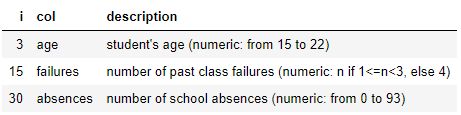 i col description
3 age student's age (numeric: from 15 to 22)
15 failures number of past class failures (numeric: n if 1<=n<3, else 4)
30 absences number of school absences (numeric: from 0 to 93)